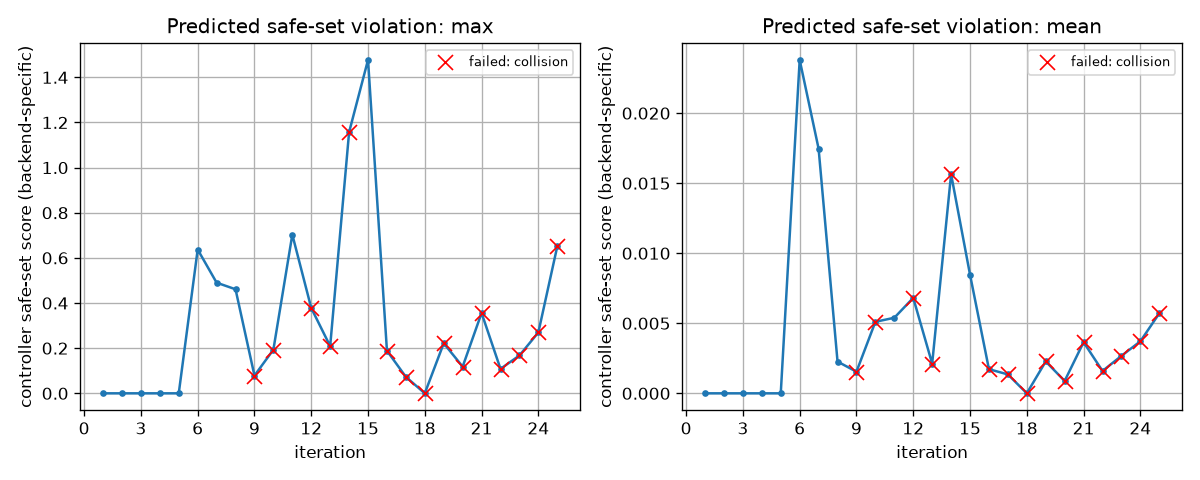 Predicted safe-set violation: max
controller safe-set score (backend-specific)
failed: collision
1.4
1.2
1.0
0.8
0.6
0.4
0.2
0.0
0 3 6 9 12 15 18 21 24
iteration
Predicted safe-set violation: mean
controller safe-set score (backend-specific)
failed: collision
0.020
0.015
0.010
0.005
0.000
0 3 6 9 12 15 18 21 24
iteration